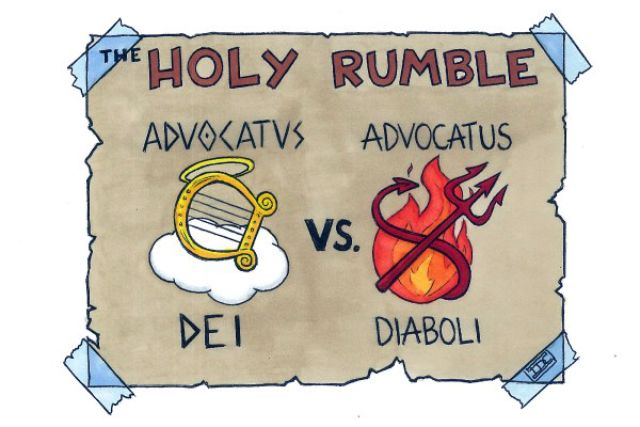 THE HOLY RUMBLE
ADVOCATVS
ADVOCATUS
VS.
DEI
DIABOLI